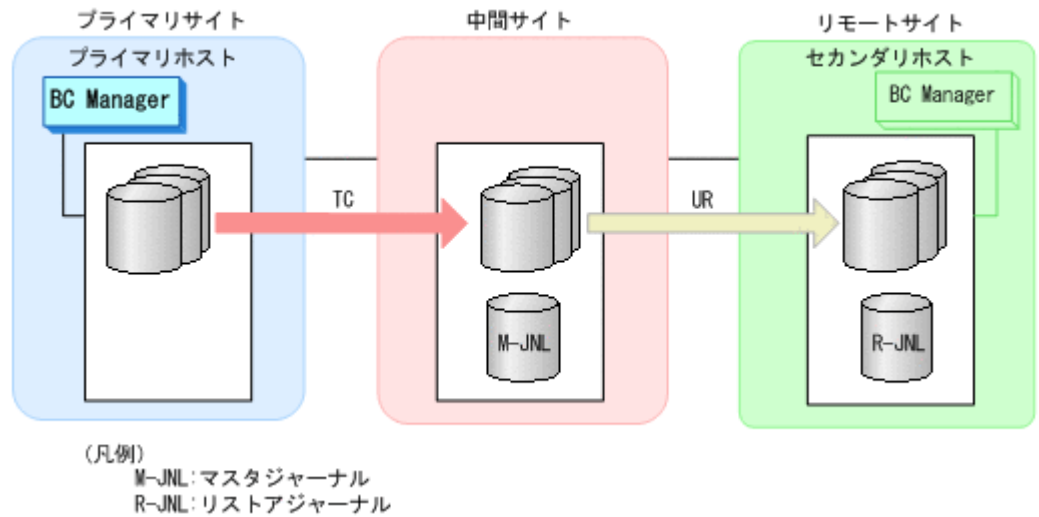 プライマリサイト
中間サイト
リモートサイト
プライマリホスト
セカンダリホスト
BC Manager
BC Manager
TC
UR
M-JNL
R-JNL
(凡例)
M-JNL:マスタジャーナル
R-JNL:リストアジャーナル